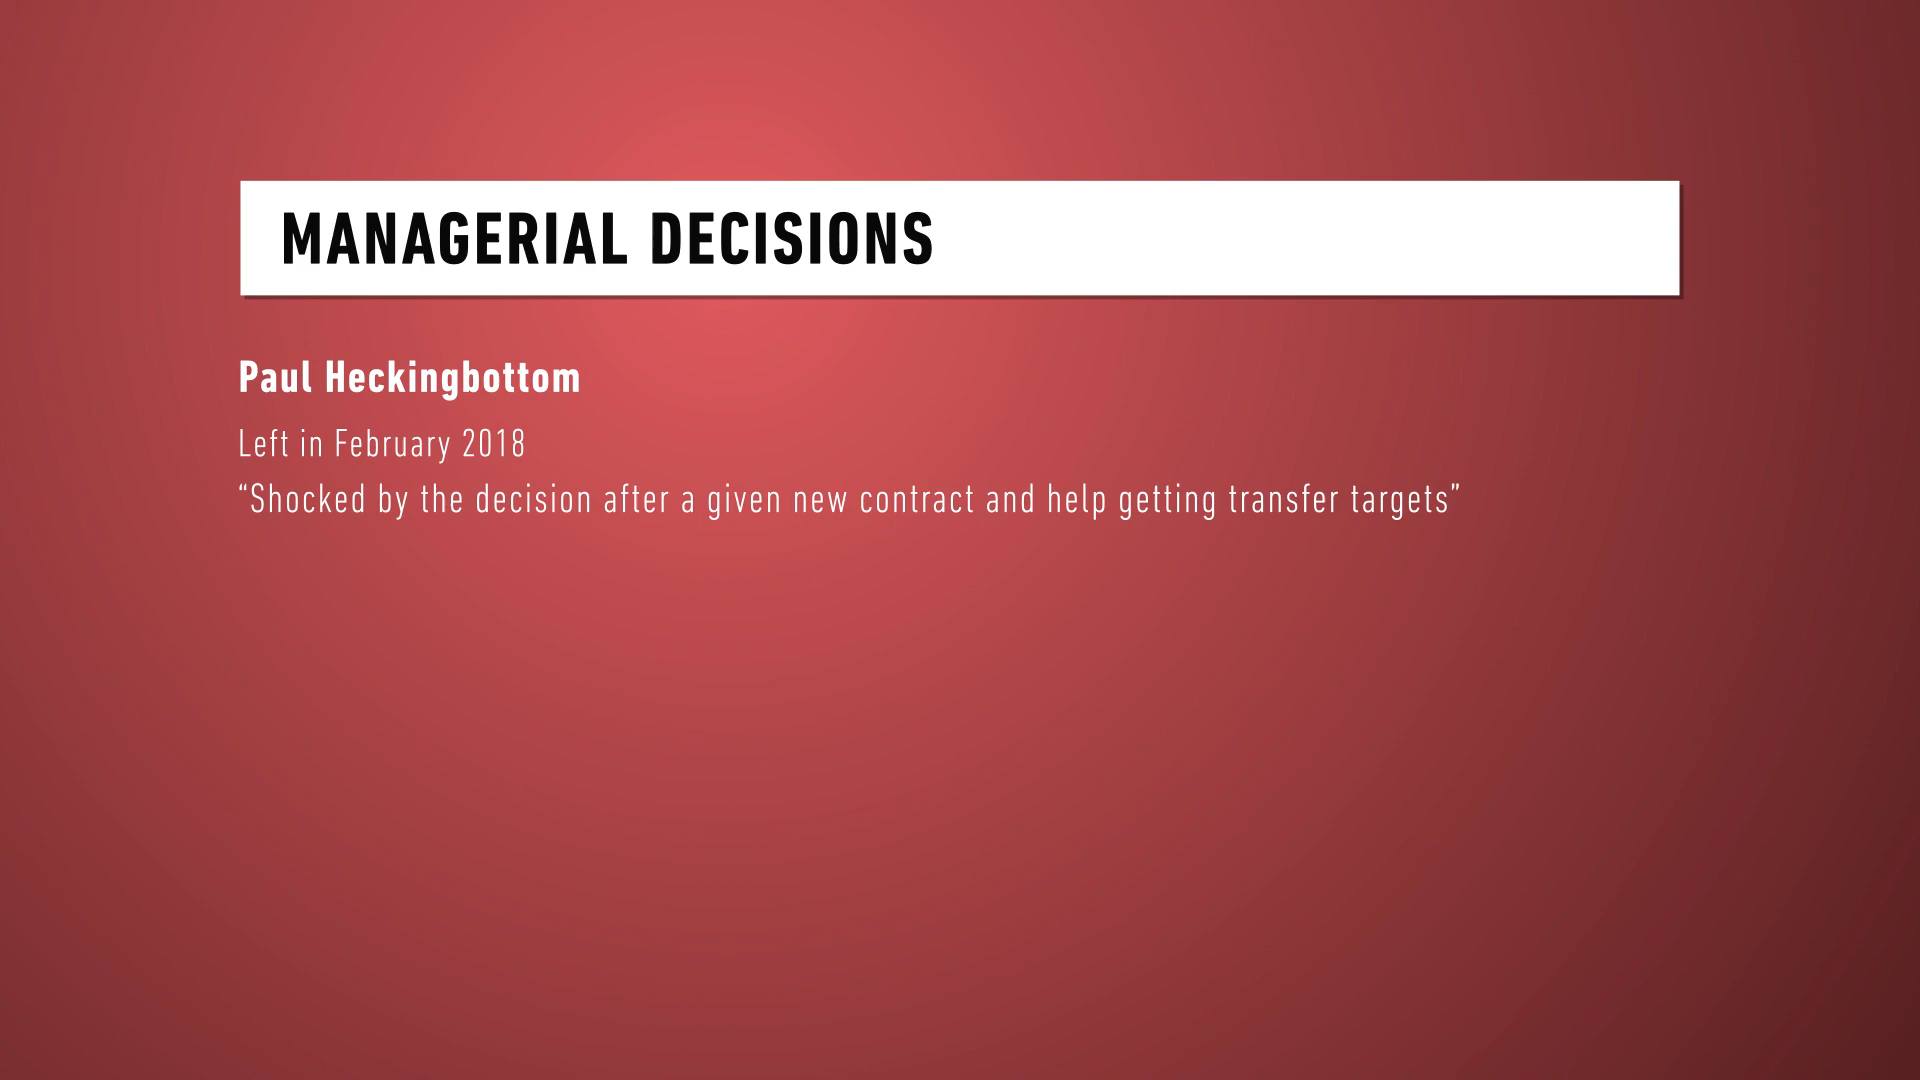 MANAGERIAL DECISIONS
Paul Heckingbottom
Left in February 2018
“Shocked by the decision after a given new contract and help getting transfer targets”